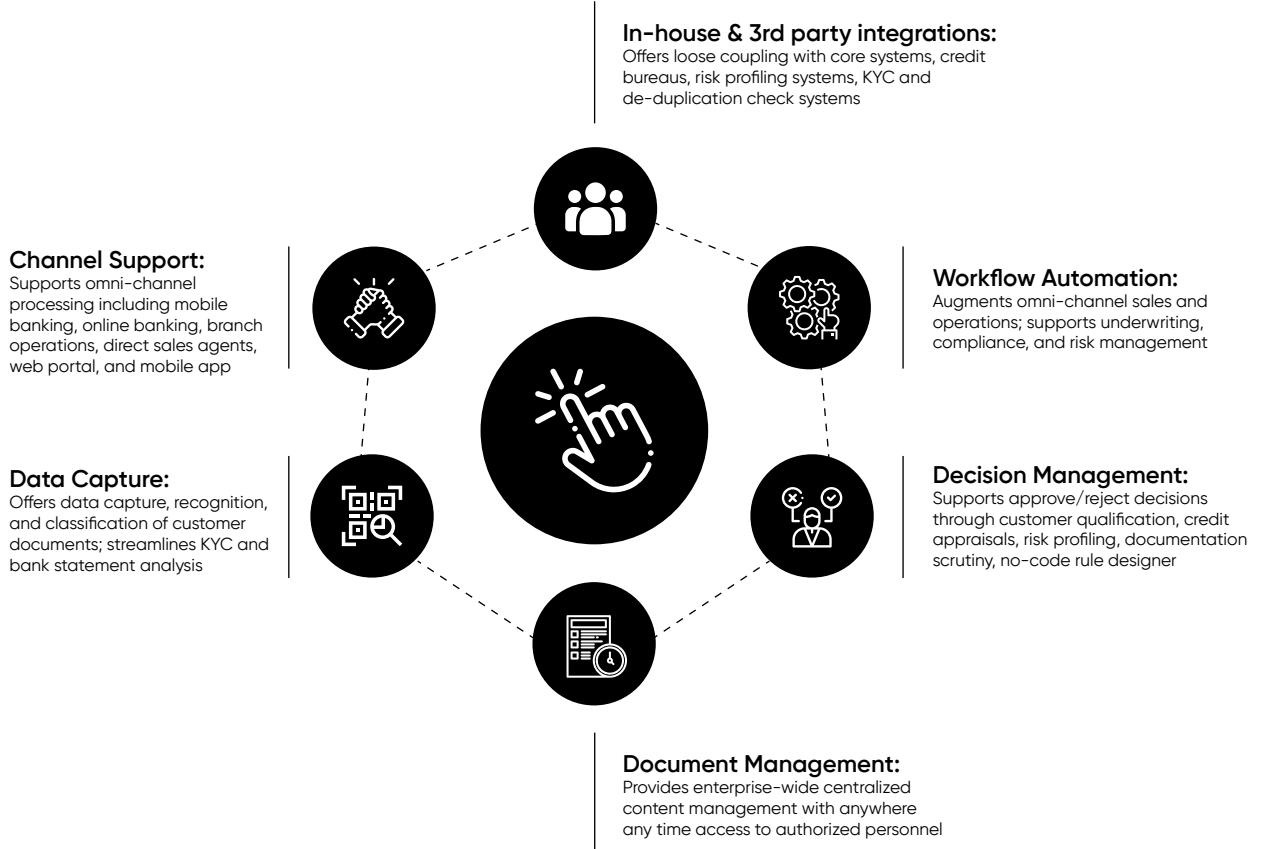 In-house & 3rd party integrations:
Offers loose coupling with core systems, credit
bureaus, risk profiling systems, KYC and
de-duplication check systems
Channel Support:
Supports omni-channel
processing including mobile
banking, online banking, branch
operations, direct sales agents,
web portal, and mobile app
Workflow Automation:
Augments omni-channel sales and
operations; supports underwriting,
compliance, and risk management
Data Capture:
Offers data capture, recognition,
and classification of customer
documents; streamlines KYC and
bank statement analysis
Decision Management:
Supports approve/reject decisions
through customer qualification, credit
appraisals, risk profiling, documentation
scrutiny, no-code rule designer
Document Management:
Provides enterprise-wide centralized
content management with anywhere
any time access to authorized personnel